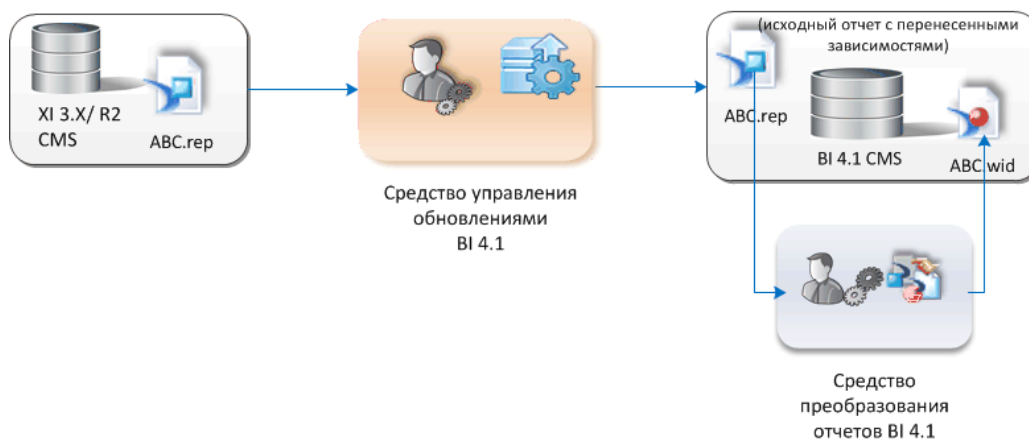 XI 3.X/ R2
CMS
ABC.rep
Средство управления
обновлениями
BI 4.1
(исходный отчет с перенесенными
зависимостями)
ABC.rep
BI 4.1 CMS
ABC.wid
Средство
преобразования
отчетов BI 4.1